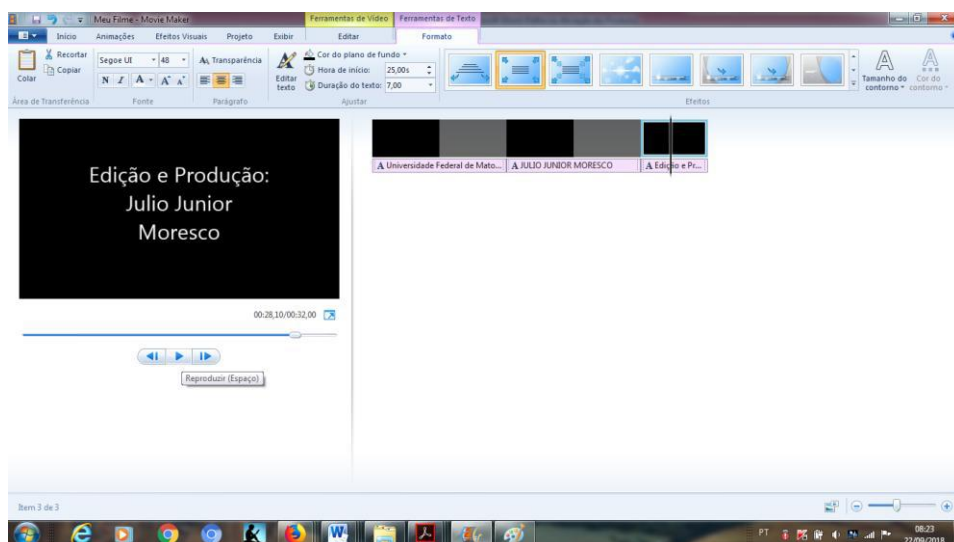 Meu Filme - Movie Maker
Ferramentas de Vídeo
Ferramentas de Texto
Início
Animações
Efeitos Visuais
Projeto
Exibir
Editar
Formato
Colar
Recortar
Copiar
Área de Transferência
Segoe UI
48
N I A A A
Fonte
Transparência
Parágrafo
Editar texto
Cor do plano de fundo
Hora de início: 25,00s
Duração do texto: 7,00
Ajustar
Efeitos
Tamanho do contorno
Cor do contorno
Edição e Produção:
Julio Junior
Moresco
00:28,10/00:32,00
Reproduzir (Espaço)
A Universidade Federal de Mato...
A JULIO JUNIOR MORESCO
A Edição e Pr...
Item 3 de 3
PT
08:23
22/09/2018